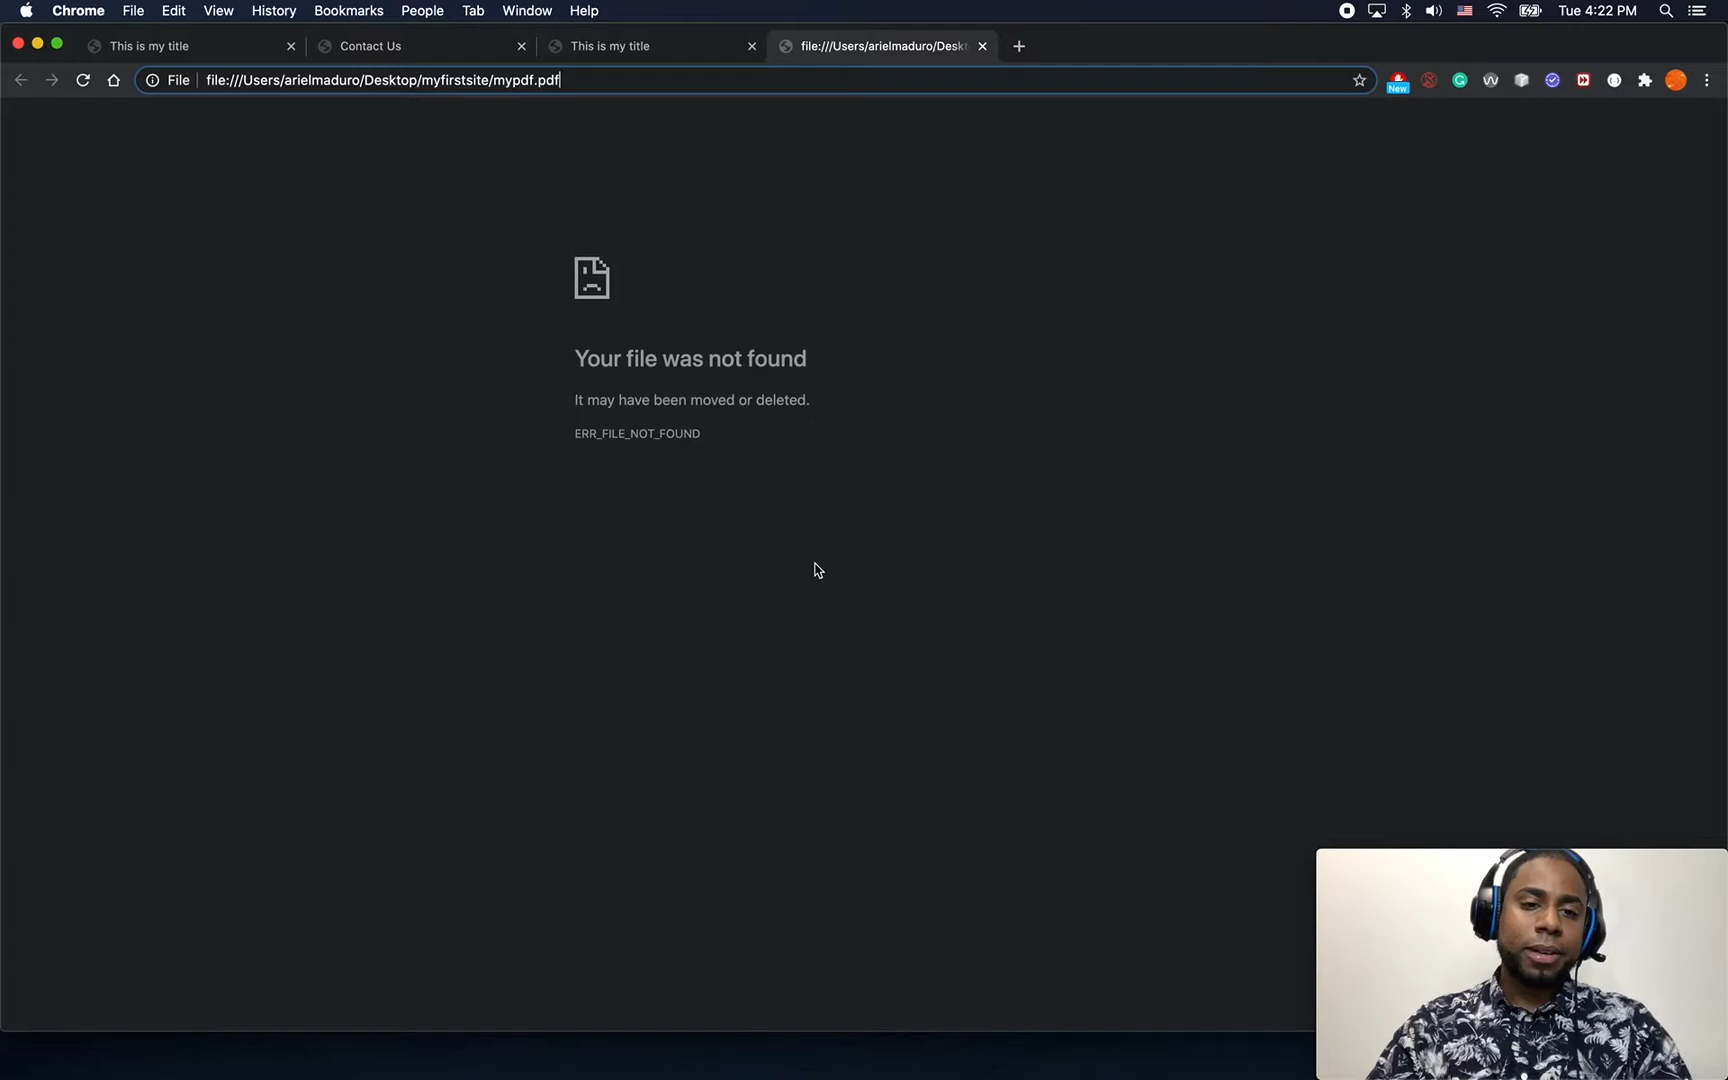 Chrome File Edit View History Bookmarks People Tab Window Help Tue 4:22 PM
This is my title Contact Us This is my title file:///Users/arielmaduro/Deskt
File file:///Users/arielmaduro/Desktop/myfirstsite/mypdf.pdf
New
Your file was not found
It may have been moved or deleted.
ERR_FILE_NOT_FOUND